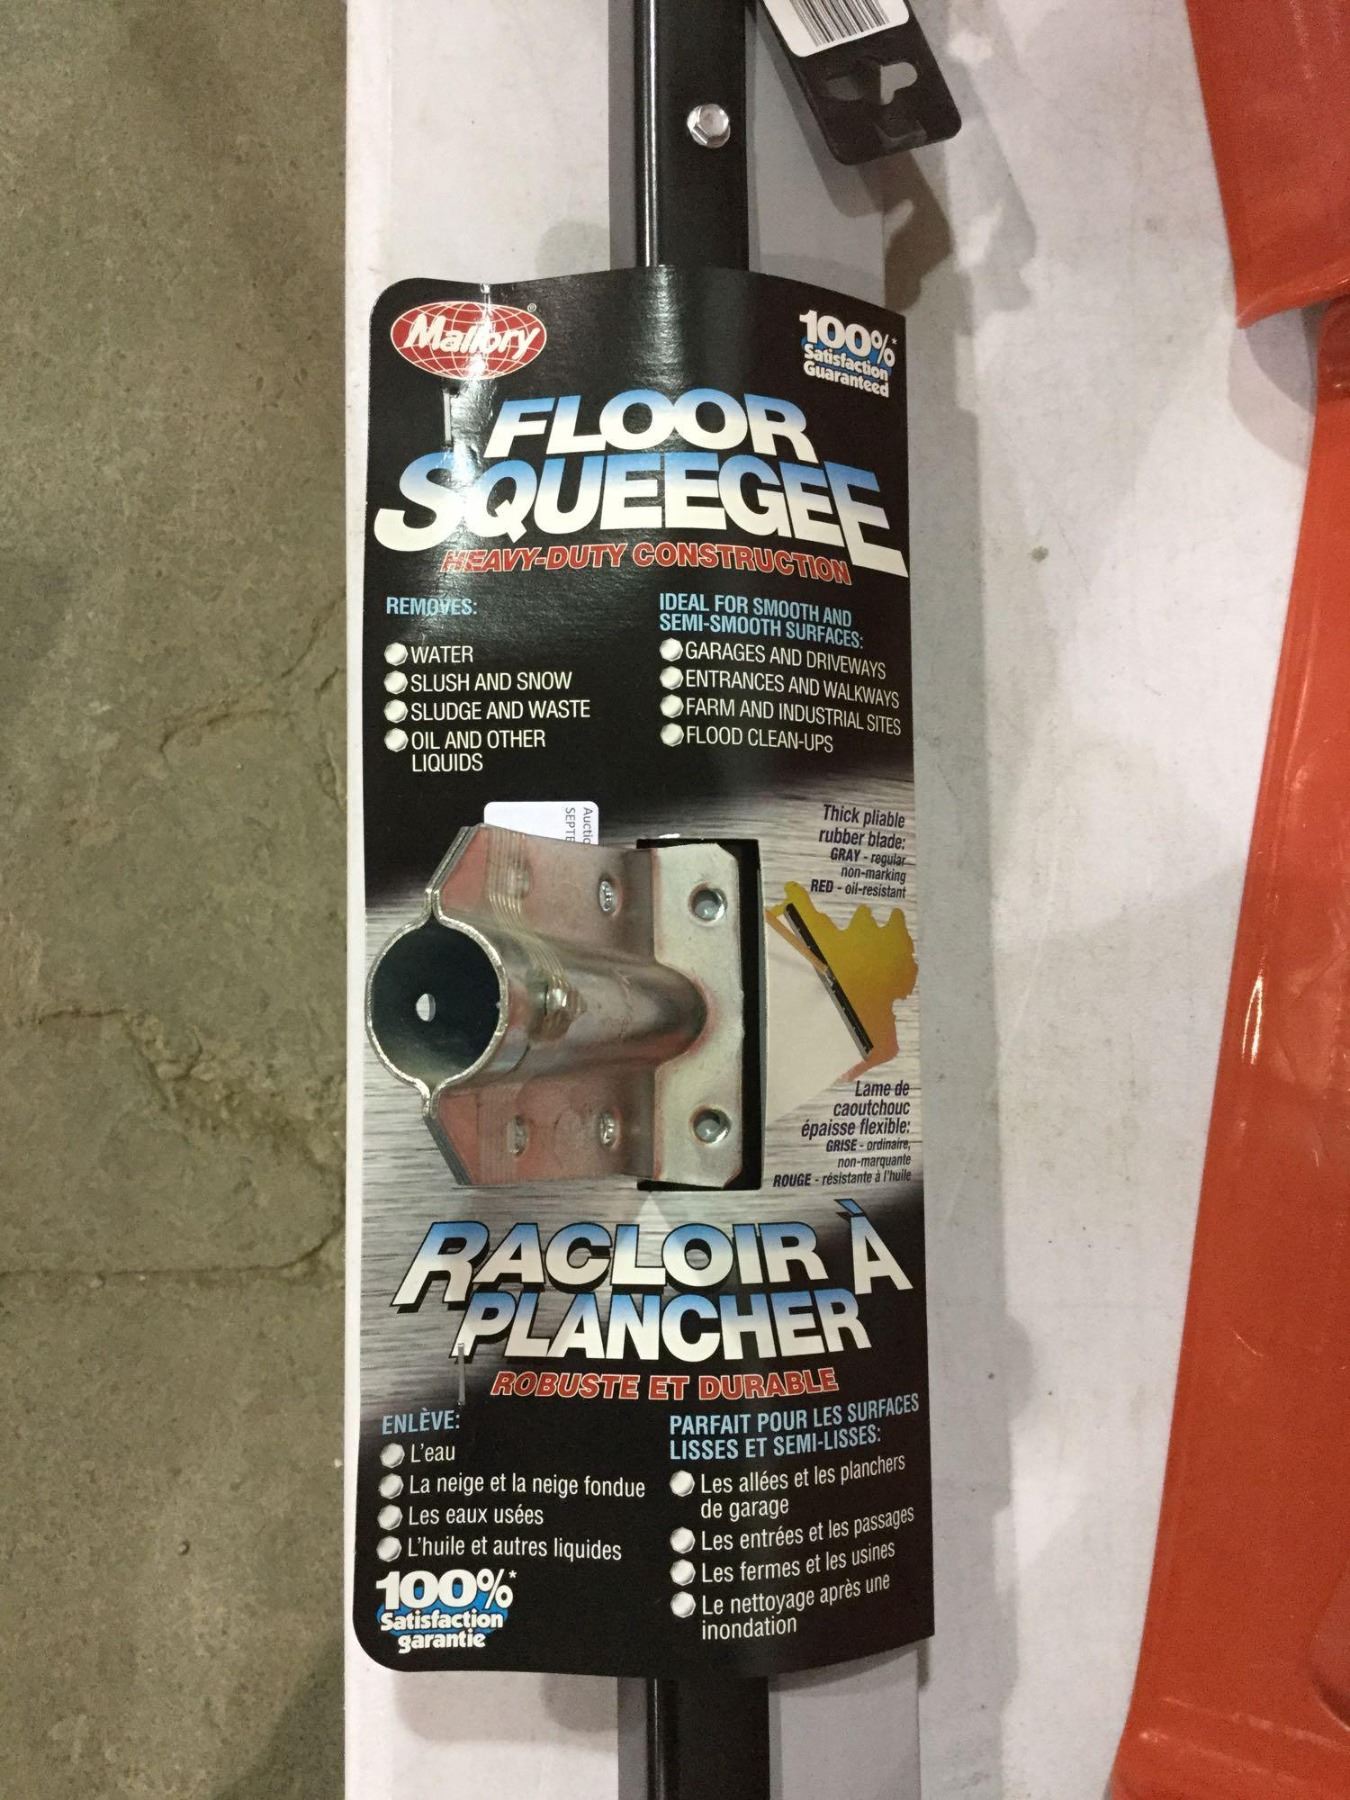 Mallory®
100%*
Satisfaction
Guaranteed
FLOOR
SQUEEGEE
HEAVY-DUTY CONSTRUCTION
REMOVES:
WATER
SLUSH AND SNOW
SLUDGE AND WASTE
OIL AND OTHER
LIQUIDS
IDEAL FOR SMOOTH AND
SEMI-SMOOTH SURFACES:
GARAGES AND DRIVEWAYS
ENTRANCES AND WALKWAYS
FARM AND INDUSTRIAL SITES
FLOOD CLEAN-UPS
Thick pliable
rubber blade:
GRAY - regular
non-marking
RED - oil-resistant
Lame de
caoutchouc
épaisse flexible:
GRISE - ordinaire,
non-marquante
ROUGE - résistante à l'huile
RACLOIR À
PLANCHER
ROBUSTE ET DURABLE
ENLÈVE:
L'eau
La neige et la neige fondue
Les eaux usées
L'huile et autres liquides
100%*
Satisfaction
garantie
PARFAIT POUR LES SURFACES
LISSES ET SEMI-LISSES:
Les allées et les planchers
de garage
Les entrées et les passages
Les fermes et les usines
Le nettoyage après une
inondation